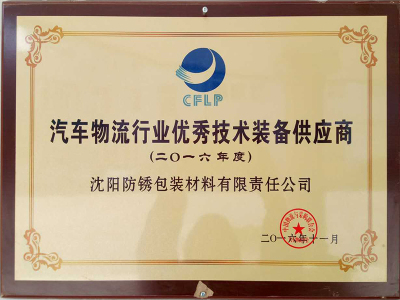 CFLP
汽车物流行业优秀技术装备供应商
(二〇一六年度)
沈阳防锈包装材料有限责任公司
二〇一六年十一月